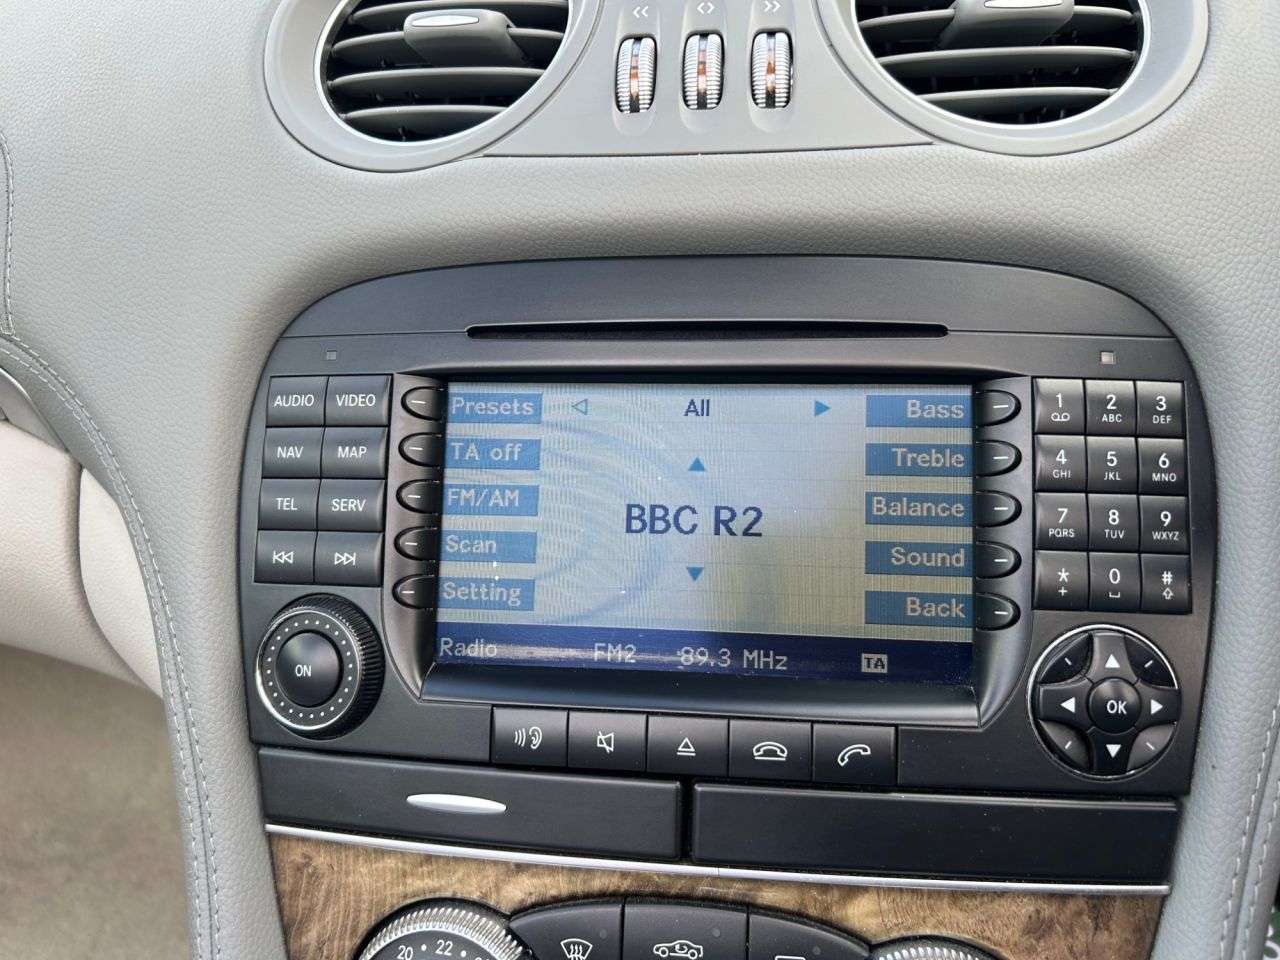 AUDIO VIDEO
NAV MAP
TEL SERV
ON
Presets All Bass
TA off Treble
FM/AM Balance
BBC R2
Scan Sound
Setting Back
Radio FM2 89.3 MHz TA
1 2 ABC 3 DEF
4 GHI 5 JKL 6 MNO
7 PQRS 8 TUV 9 WXYZ
* + 0 #
OK
20 22